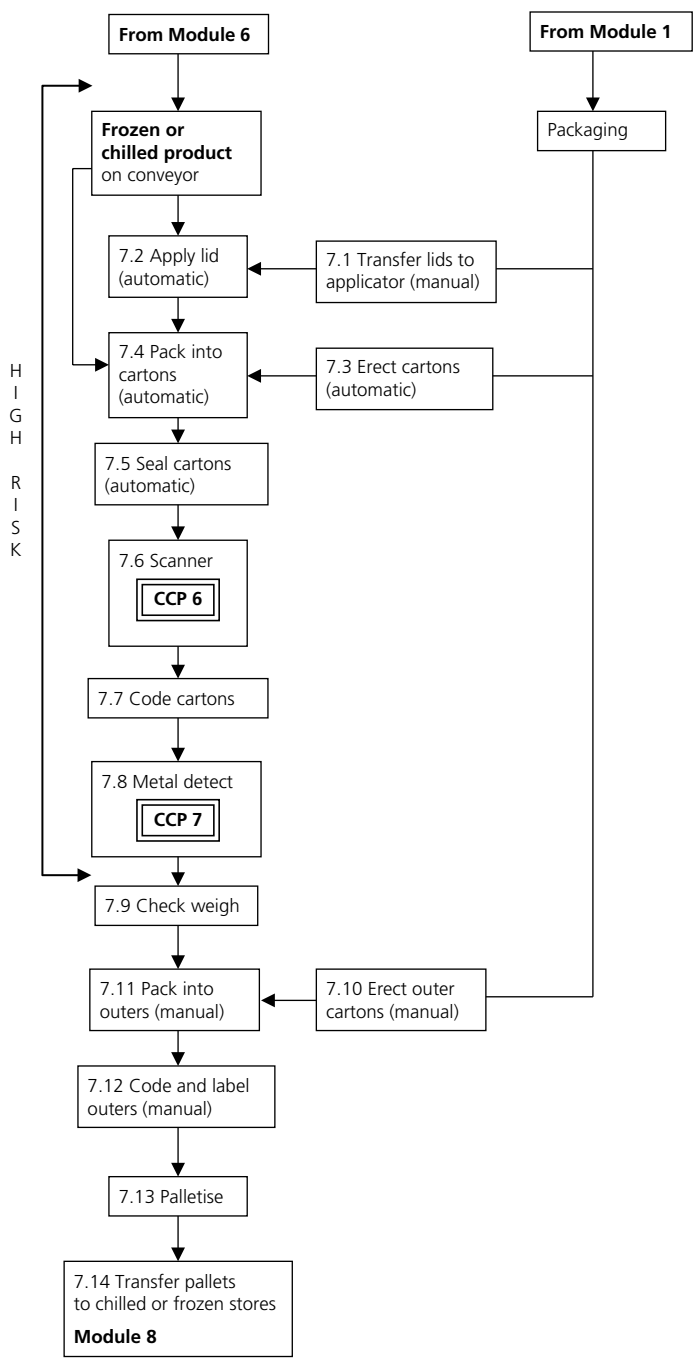 From Module 6
From Module 1
Frozen or
chilled product
on conveyor
Packaging
7.2 Apply lid
(automatic)
7.1 Transfer lids to
applicator (manual)
7.4 Pack into
cartons
(automatic)
7.3 Erect cartons
(automatic)
HIGH RISK
7.5 Seal cartons
(automatic)
7.6 Scanner
CCP 6
7.7 Code cartons
7.8 Metal detect
CCP 7
7.9 Check weigh
7.11 Pack into
outers (manual)
7.10 Erect outer
cartons (manual)
7.12 Code and label
outers (manual)
7.13 Palletise
7.14 Transfer pallets
to chilled or frozen stores
Module 8